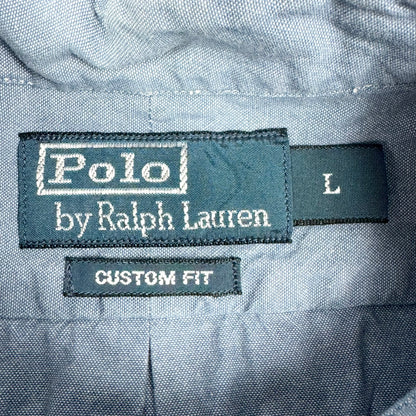 Polo
by Ralph Lauren
L
CUSTOM FIT